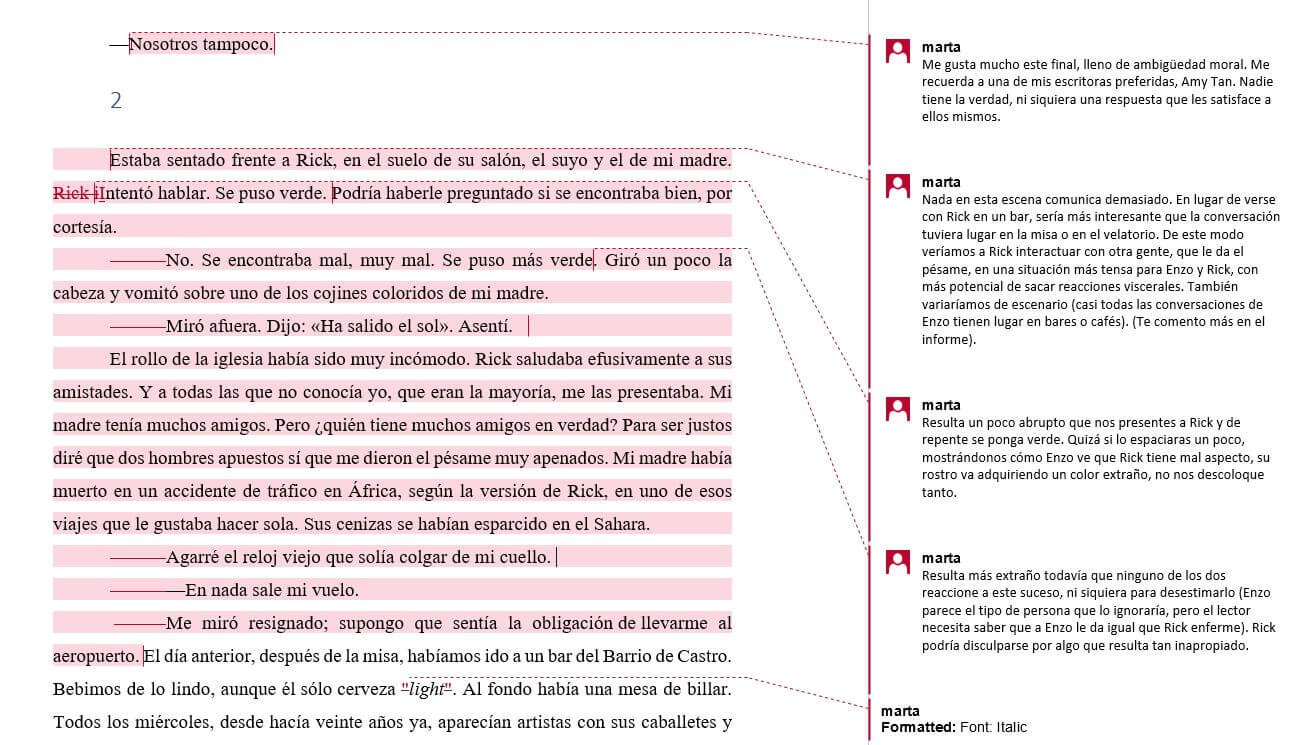 —Nosotros tampoco.
2
Estaba sentado frente a Rick, en el suelo de su salón, el suyo y el de mi madre.
Rick iIntentó hablar. Se puso verde. Podría haberle preguntado si se encontraba bien, por
cortesía.
No. Se encontraba mal, muy mal. Se puso más verde. Giró un poco la
cabeza y vomitó sobre uno de los cojines coloridos de mi madre.
Miró afuera. Dijo: «Ha salido el sol». Asentí.
El rollo de la iglesia había sido muy incómodo. Rick saludaba efusivamente a sus
amistades. Y a todas las que no conocía yo, que eran la mayoría, me las presentaba. Mi
madre tenía muchos amigos. Pero ¿quién tiene muchos amigos en verdad? Para ser justos
diré que dos hombres apuestos sí que me dieron el pésame muy apenados. Mi madre había
muerto en un accidente de tráfico en África, según la versión de Rick, en uno de esos
viajes que le gustaba hacer sola. Sus cenizas se habían esparcido en el Sahara.
Agarré el reloj viejo que solía colgar de mi cuello.
—En nada sale mi vuelo.
Me miró resignado; supongo que sentía la obligación de llevarme al
aeropuerto. El día anterior, después de la misa, habíamos ido a un bar del Barrio de Castro.
Bebimos de lo lindo, aunque él sólo cerveza "light". Al fondo había una mesa de billar.
Todos los miércoles, desde hacía veinte años ya, aparecían artistas con sus caballetes y
marta
Me gusta mucho este final, lleno de ambigüedad moral. Me
recuerda a una de mis escritoras preferidas, Amy Tan. Nadie
tiene la verdad, ni siquiera una respuesta que les satisface a
ellos mismos.
marta
Nada en esta escena comunica demasiado. En lugar de verse
con Rick en un bar, sería más interesante que la conversación
tuviera lugar en la misa o en el velatorio. De este modo
veríamos a Rick interactuar con otra gente, que le da el
pésame, en una situación más tensa para Enzo y Rick, con
más potencial de sacar reacciones viscerales. También
variaríamos de escenario (casi todas las conversaciones de
Enzo tienen lugar en bares o cafés). (Te comento más en el
informe).
marta
Resulta un poco abrupto que nos presentes a Rick y de
repente se ponga verde. Quizá si lo espaciaras un poco,
mostrándonos cómo Enzo ve que Rick tiene mal aspecto, su
rostro va adquiriendo un color extraño, no nos descoloque
tanto.
marta
Resulta más extraño todavía que ninguno de los dos
reaccione a este suceso, ni siquiera para desestimarlo (Enzo
parece el tipo de persona que lo ignoraría, pero el lector
necesita saber que a Enzo le da igual que Rick enferme). Rick
podría disculparse por algo que resulta tan inapropiado.
marta
Formatted: Font: Italic